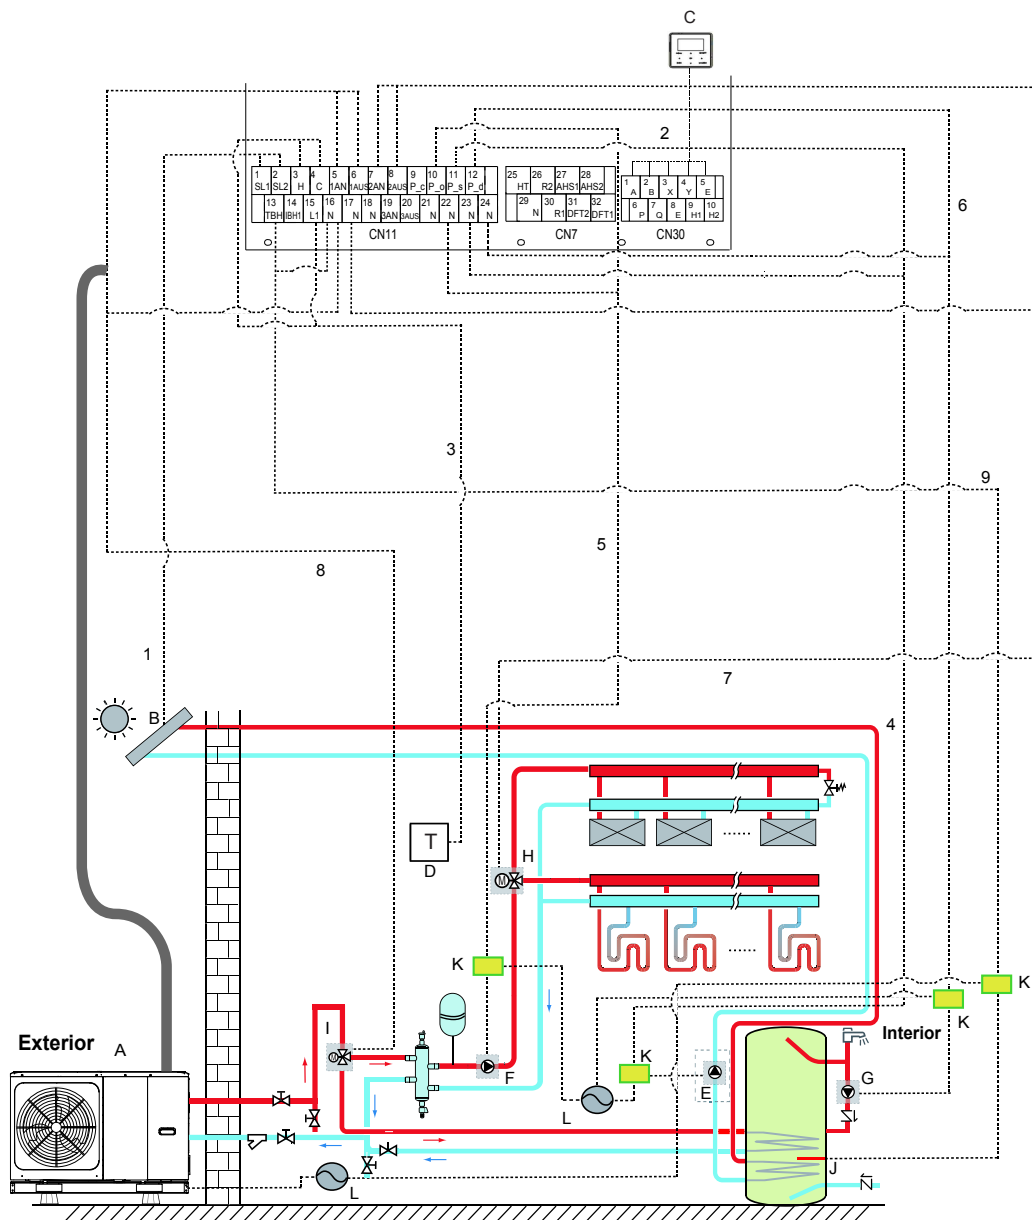 C
2
1 2 3 4 5 6 7 8 9 10 11 12
SL1 SL2 H C 1AN 1AUS 2AN 2AUS P_c P_o P_s P_d
13 14 15 16 17 18 19 20 21 22 23 24
TBH IBH1 L1 N N N 3AN 3AUS N N N N
CN11
25 26 27 28
HT R2 AHS1 AHS2
29 30 31 32
N R1 DFT2 DFT1
CN7
1 2 3 4 5
A B X Y E
6 7 8 9 10
P Q E H1 H2
CN30
6
3
9
5
8
1
7
B
4
T
D
H
M
K
K
K
Exterior
A
I
M
F
K
E
G
Interior
L
J
L